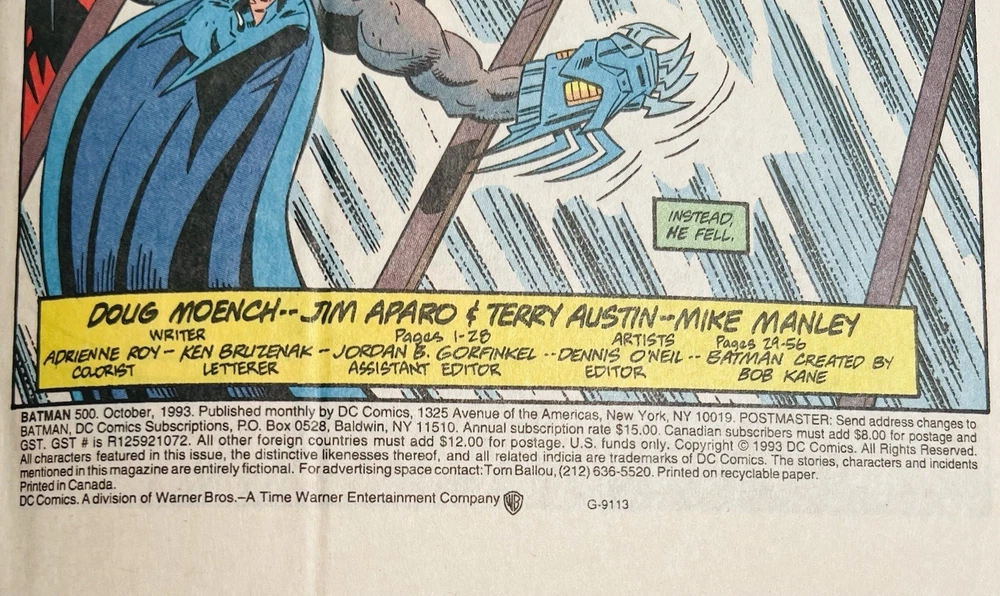 INSTEAD,
HE FELL.
DOUG MOENCH--JIM APARO & TERRY AUSTIN--MIKE MANLEY
WRITER Pages 1-28 ARTISTS Pages 29-56
ADRIENNE ROY – KEN BRUZENAK – JORDAN B. GORFINKEL -- DENNIS O'NEIL -- BATMAN CREATED BY
COLORIST LETTERER ASSISTANT EDITOR EDITOR BOB KANE
BATMAN 500. October, 1993. Published monthly by DC Comics, 1325 Avenue of the Americas, New York, NY 10019. POSTMASTER: Send address changes to
BATMAN, DC Comics Subscriptions, P.O. Box 0528, Baldwin, NY 11510. Annual subscription rate $15.00. Canadian subscribers must add $8.00 for postage and
GST. GST # is R125921072. All other foreign countries must add $12.00 for postage. U.S. funds only. Copyright © 1993 DC Comics. All Rights Reserved.
All characters featured in this issue, the distinctive likenesses thereof, and all related indicia are trademarks of DC Comics. The stories, characters and incidents
mentioned in this magazine are entirely fictional. For advertising space contact: Tom Ballou, (212) 636-5520. Printed on recyclable paper.
Printed in Canada.
DC Comics. A division of Warner Bros.–A Time Warner Entertainment Company WB G-9113